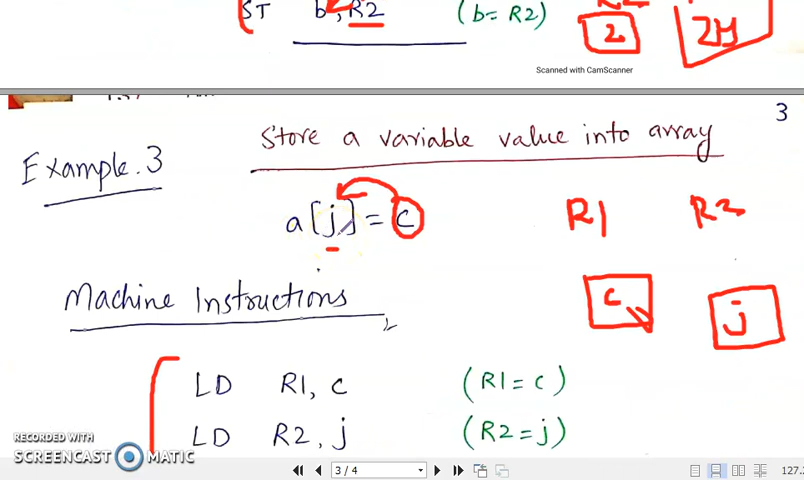 ST b, R2 (b= R2)
2
Scanned with CamScanner
3
Example.3 Store a variable value into array
a[j] = c R1 R2
Machine Instructions c j
LD R1, c (R1 = c)
LD R2, j (R2 = j)
RECORDED WITH
SCREENCAST MATIC
3 / 4
127.